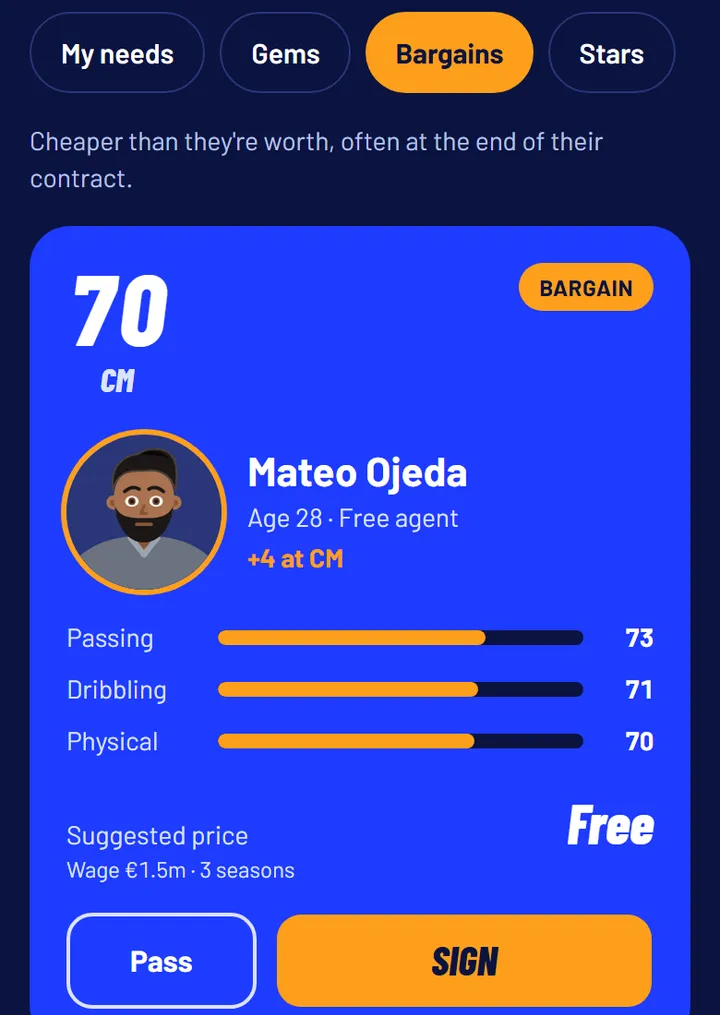 My needs
Gems
Bargains
Stars
Cheaper than they're worth, often at the end of their
contract.
70
BARGAIN
CM
Mateo Ojeda
Age 28 · Free agent
+4 at CM
Passing 73
Dribbling 71
Physical 70
Suggested price
Free
Wage €1.5m · 3 seasons
Pass
SIGN